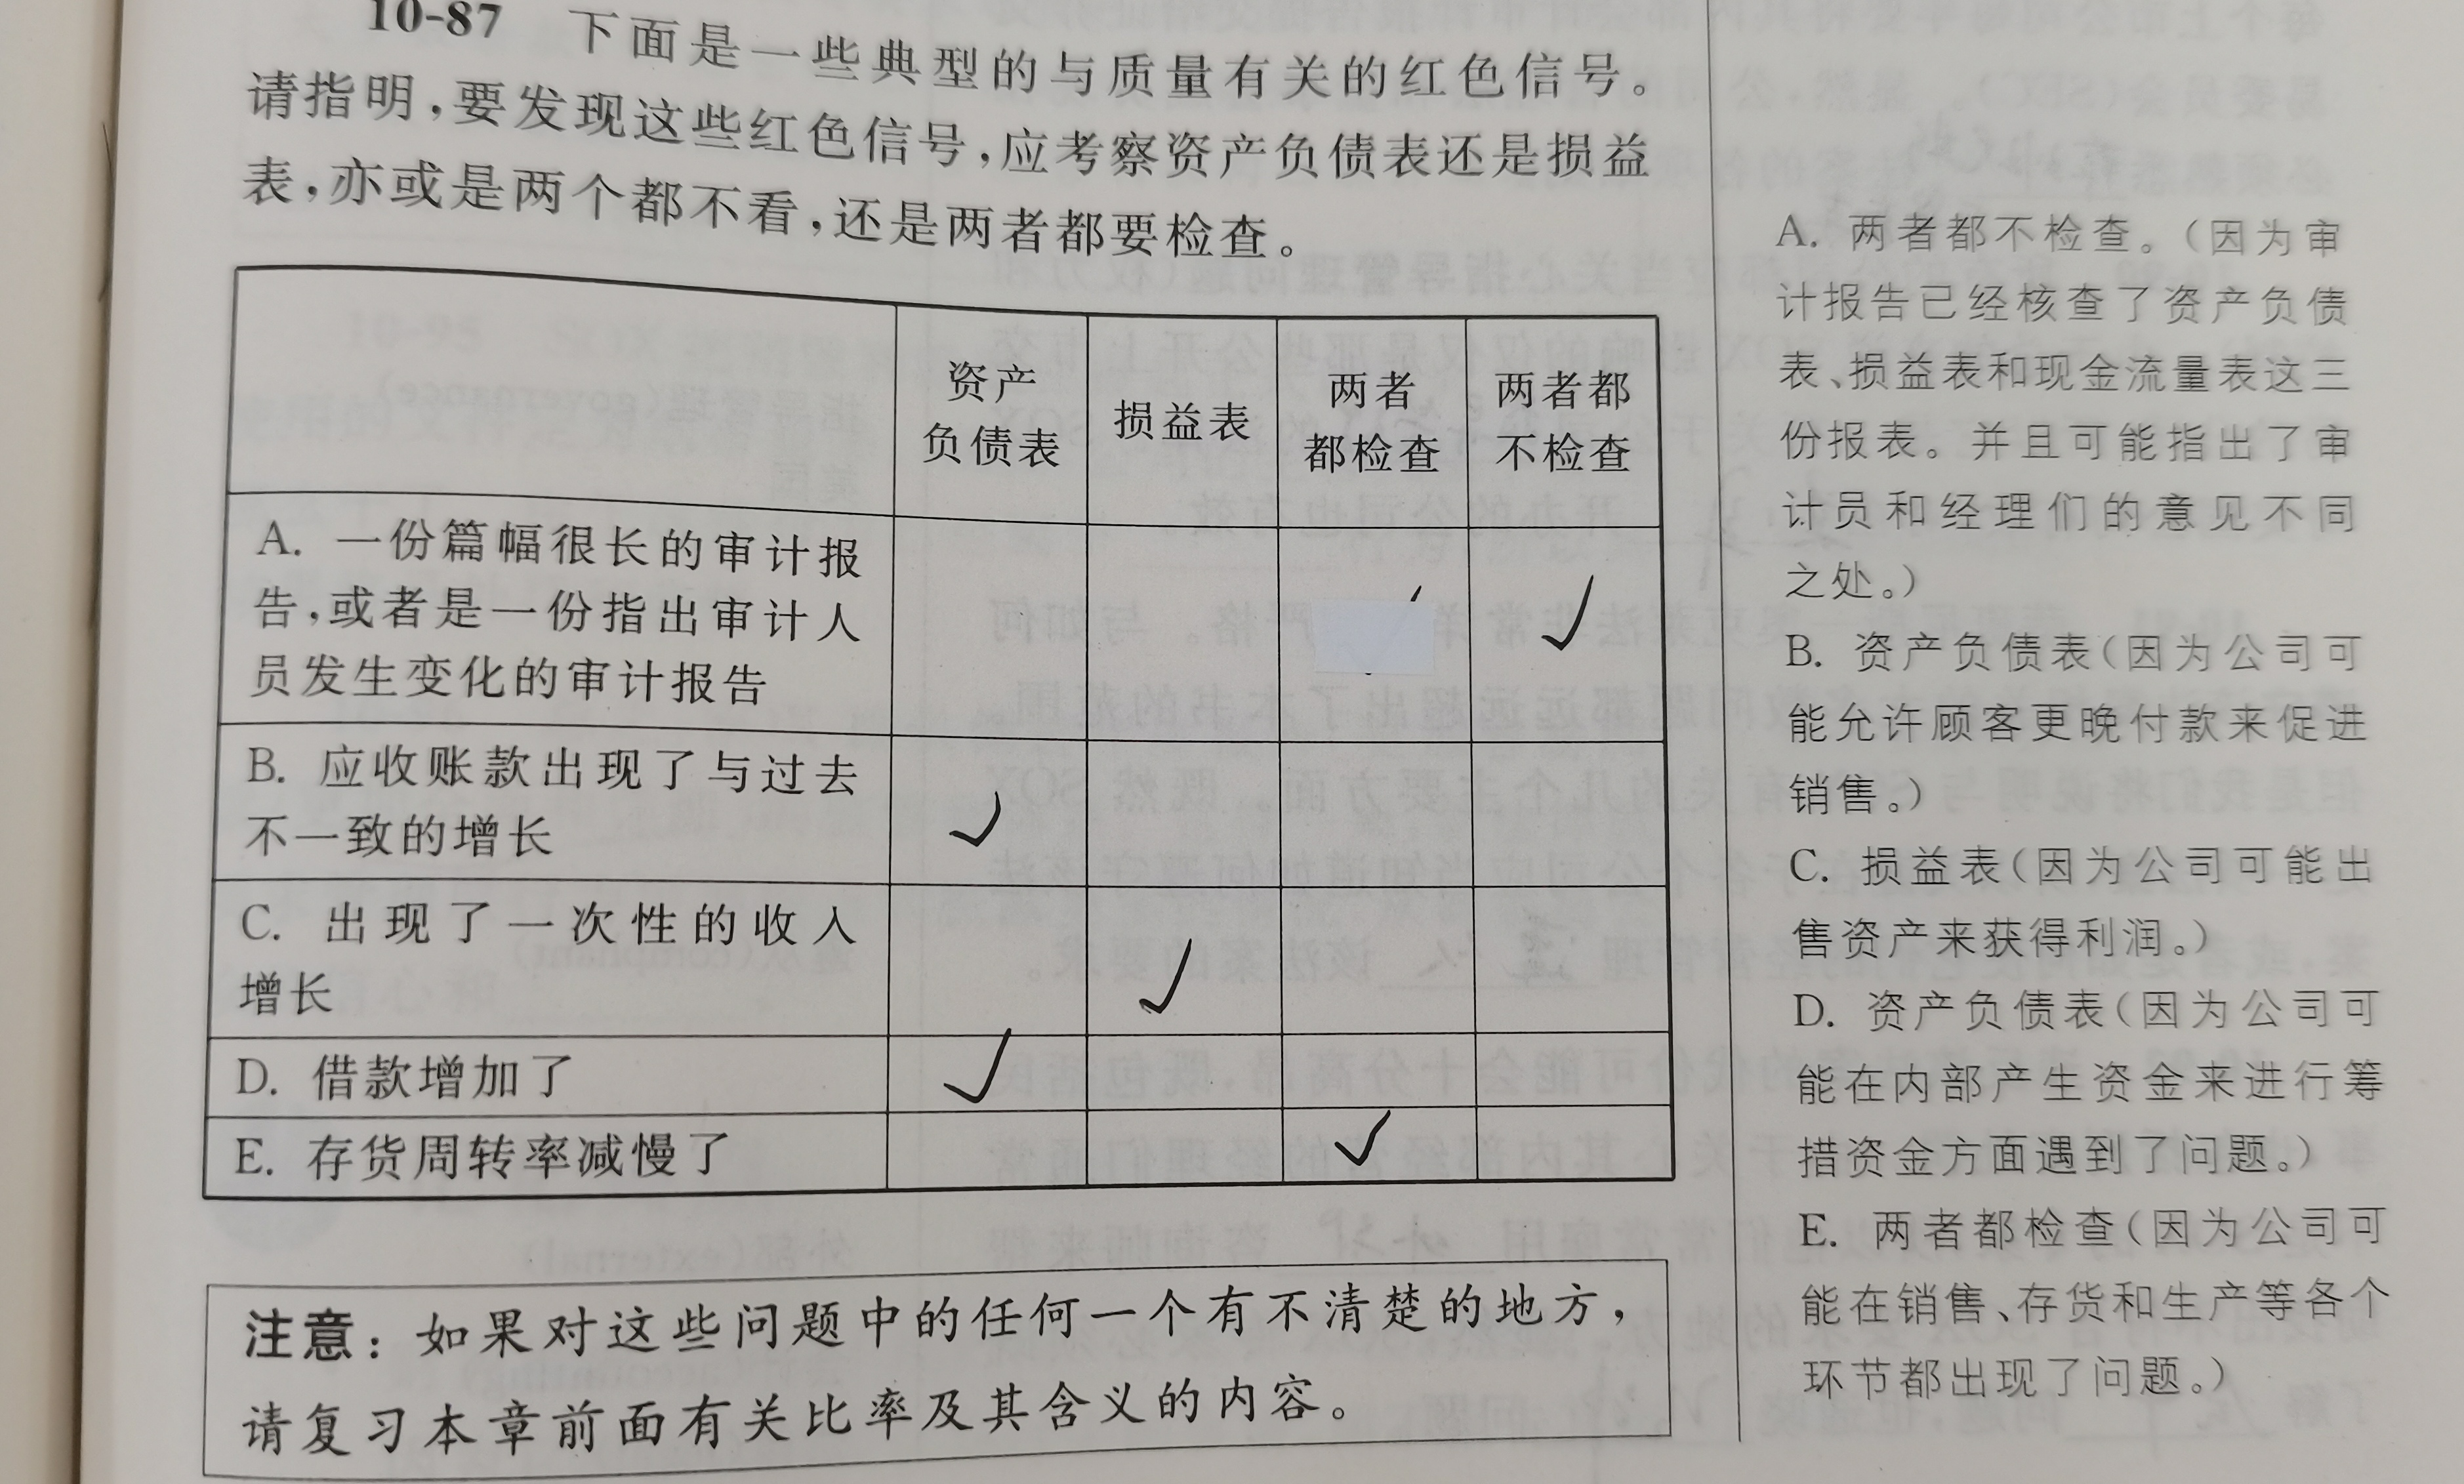 10-87 下面是一些典型的与质量有关的红色信号。
请指明,要发现这些红色信号,应考察资产负债表还是损益
表,亦或是两个都不看,还是两者都要检查。
资产
负债表
损益表
两者
都检查
两者都
不检查
A. 一份篇幅很长的审计报
告,或者是一份指出审计人
员发生变化的审计报告
✓
B. 应收账款出现了与过去
不一致的增长
✓
C. 出现了一次性的收入
增长
✓
D. 借款增加了
✓
E. 存货周转率减慢了
✓
注意:如果对这些问题中的任何一个有不清楚的地方,
请复习本章前面有关比率及其含义的内容。
A. 两者都不检查。(因为审
计报告已经核查了资产负债
表、损益表和现金流量表这三
份报表。并且可能指出了审
计员和经理们的意见不同
之处。)
B. 资产负债表(因为公司可
能允许顾客更晚付款来促进
销售。)
C. 损益表(因为公司可能出
售资产来获得利润。)
D. 资产负债表(因为公司可
能在内部产生资金来进行筹
措资金方面遇到了问题。)
E. 两者都检查(因为公司可
能在销售、存货和生产等各个
环节都出现了问题。)